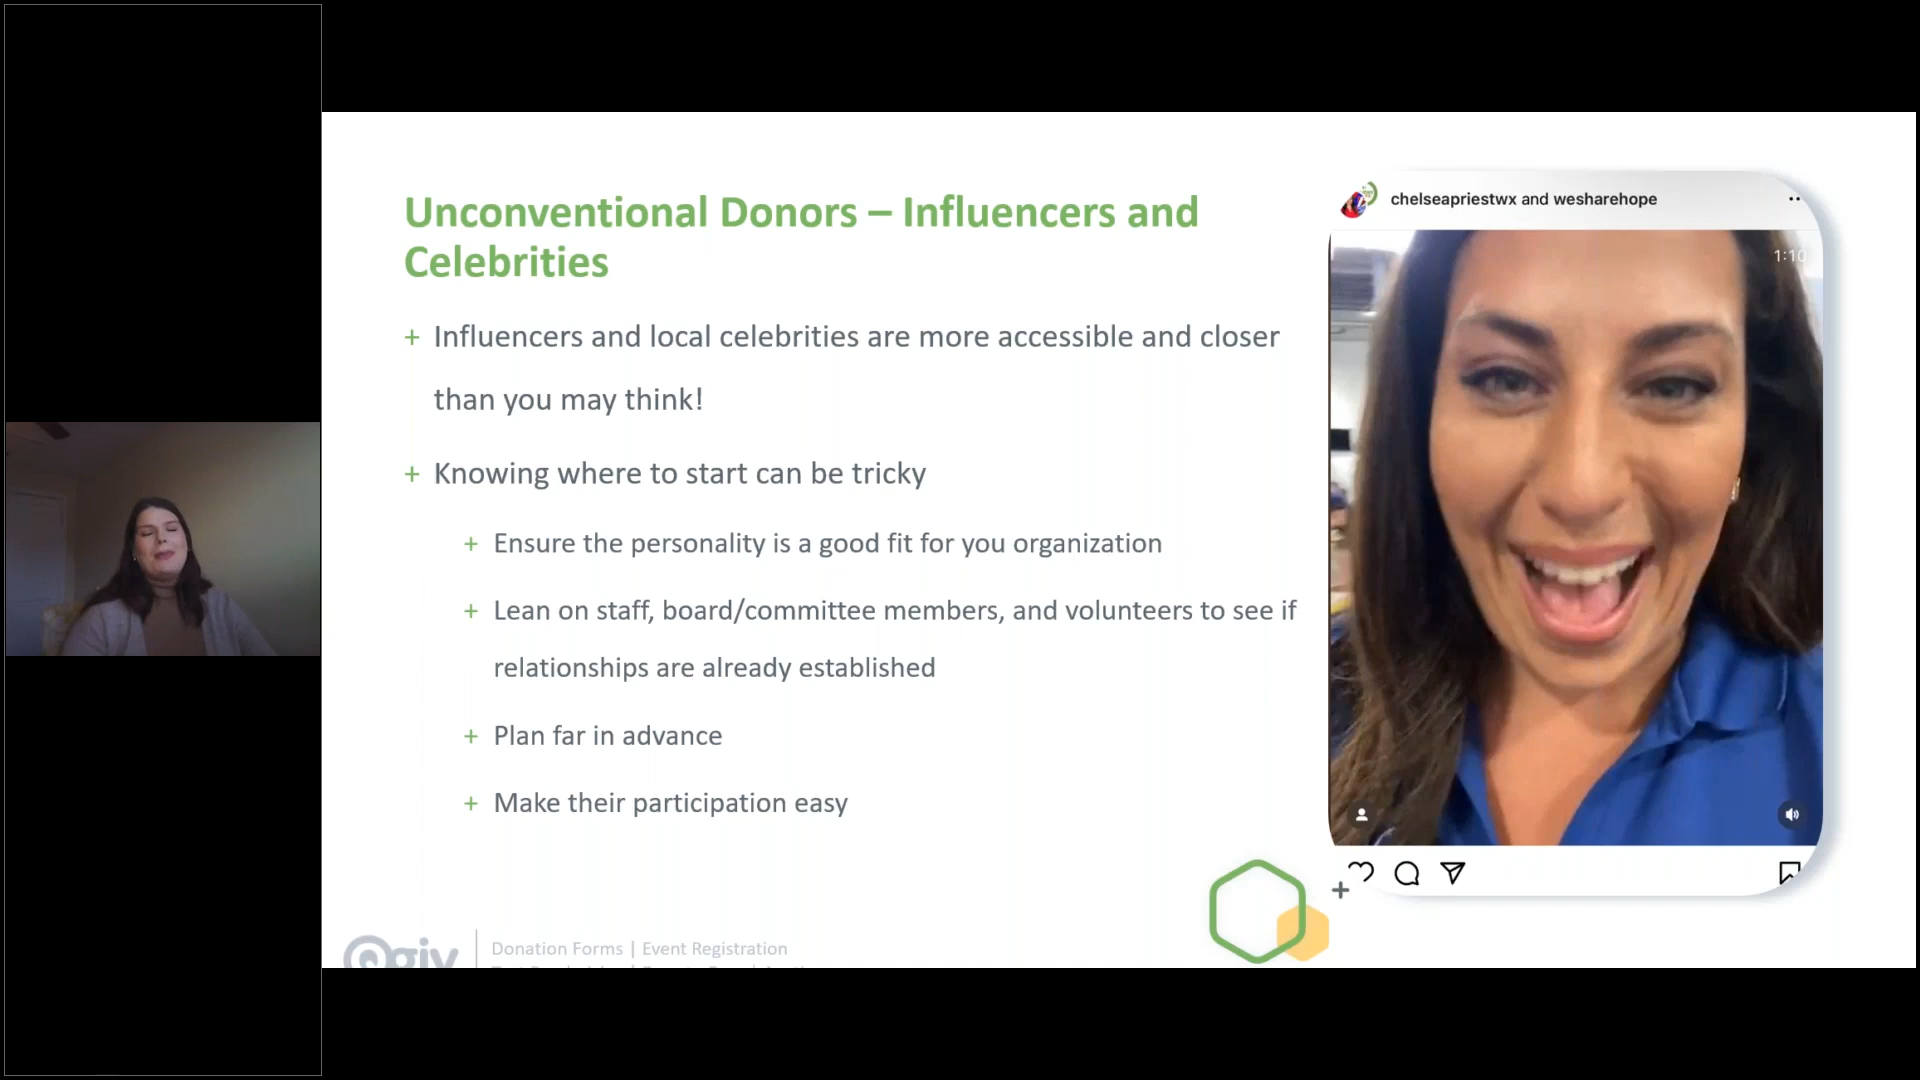 Unconventional Donors – Influencers and
Celebrities
+ Influencers and local celebrities are more accessible and closer
than you may think!
+ Knowing where to start can be tricky
+ Ensure the personality is a good fit for you organization
+ Lean on staff, board/committee members, and volunteers to see if
relationships are already established
+ Plan far in advance
+ Make their participation easy
chelseapriestwx and wesharehope
1:10
Qgiv
Donation Forms | Event Registration